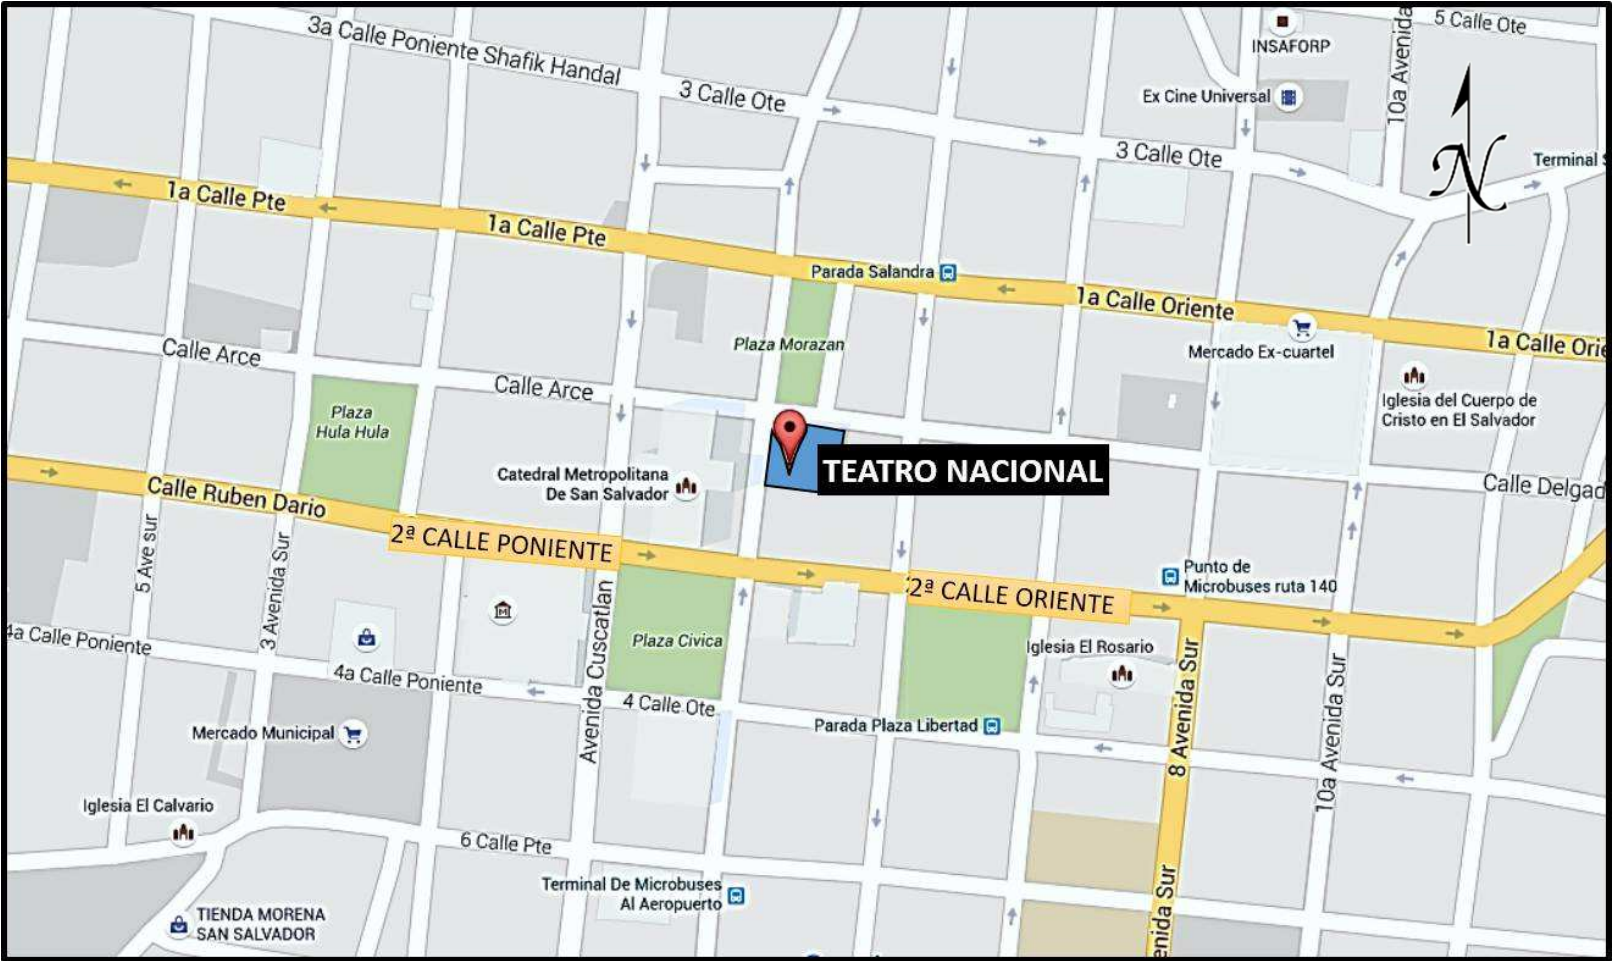 5 Calle Ote
3a Calle Poniente Shafik Handal
INSAFORP
10a Avenida
3 Calle Ote
Ex Cine Universal
N
3 Calle Ote
Terminal
1a Calle Pte
1a Calle Pte
Parada Salandra
1a Calle Oriente
Mercado Ex-cuartel
1a Calle Orie
Plaza Morazan
Calle Arce
Calle Arce
Iglesia del Cuerpo de
Cristo en El Salvador
Plaza
Hula Hula
TEATRO NACIONAL
Catedral Metropolitana
De San Salvador
Calle Delgad
Calle Ruben Dario
2ª CALLE PONIENTE
5 Ave sur
3 Avenida Sur
2ª CALLE ORIENTE
Punto de
Microbuses ruta 140
M
Avenida Cuscatlan
Plaza Civica
Iglesia El Rosario
4a Calle Poniente
4a Calle Poniente
8 Avenida Sur
10a Avenida Sur
4 Calle Ote
Parada Plaza Libertad
Mercado Municipal
Iglesia El Calvario
6 Calle Pte
Terminal De Microbuses
Al Aeropuerto
enida Sur
TIENDA MORENA
SAN SALVADOR